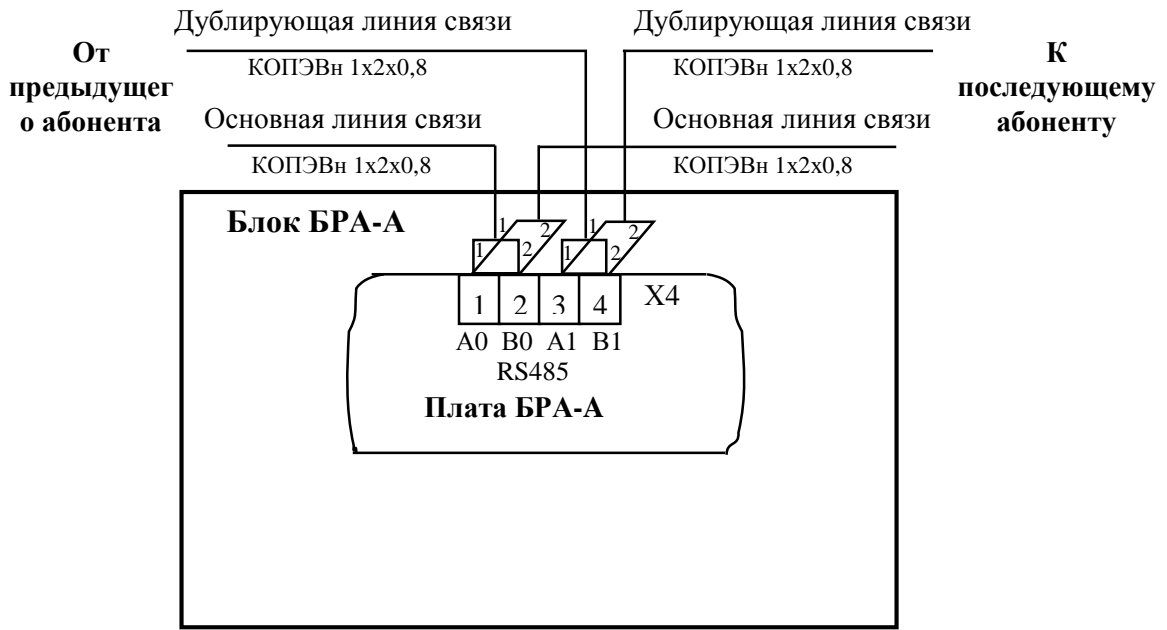 Дублирующая линия связи
Дублирующая линия связи
От
предыдущег
о абонента
К
последующему
абоненту
КОПЭВн 1х2х0,8
КОПЭВн 1х2х0,8
Основная линия связи
Основная линия связи
КОПЭВн 1х2х0,8
КОПЭВн 1х2х0,8
Блок БРА-А
1 2 1 2
1 2 1 2
1 2 3 4 X4
A0 B0 A1 B1
RS485
Плата БРА-А